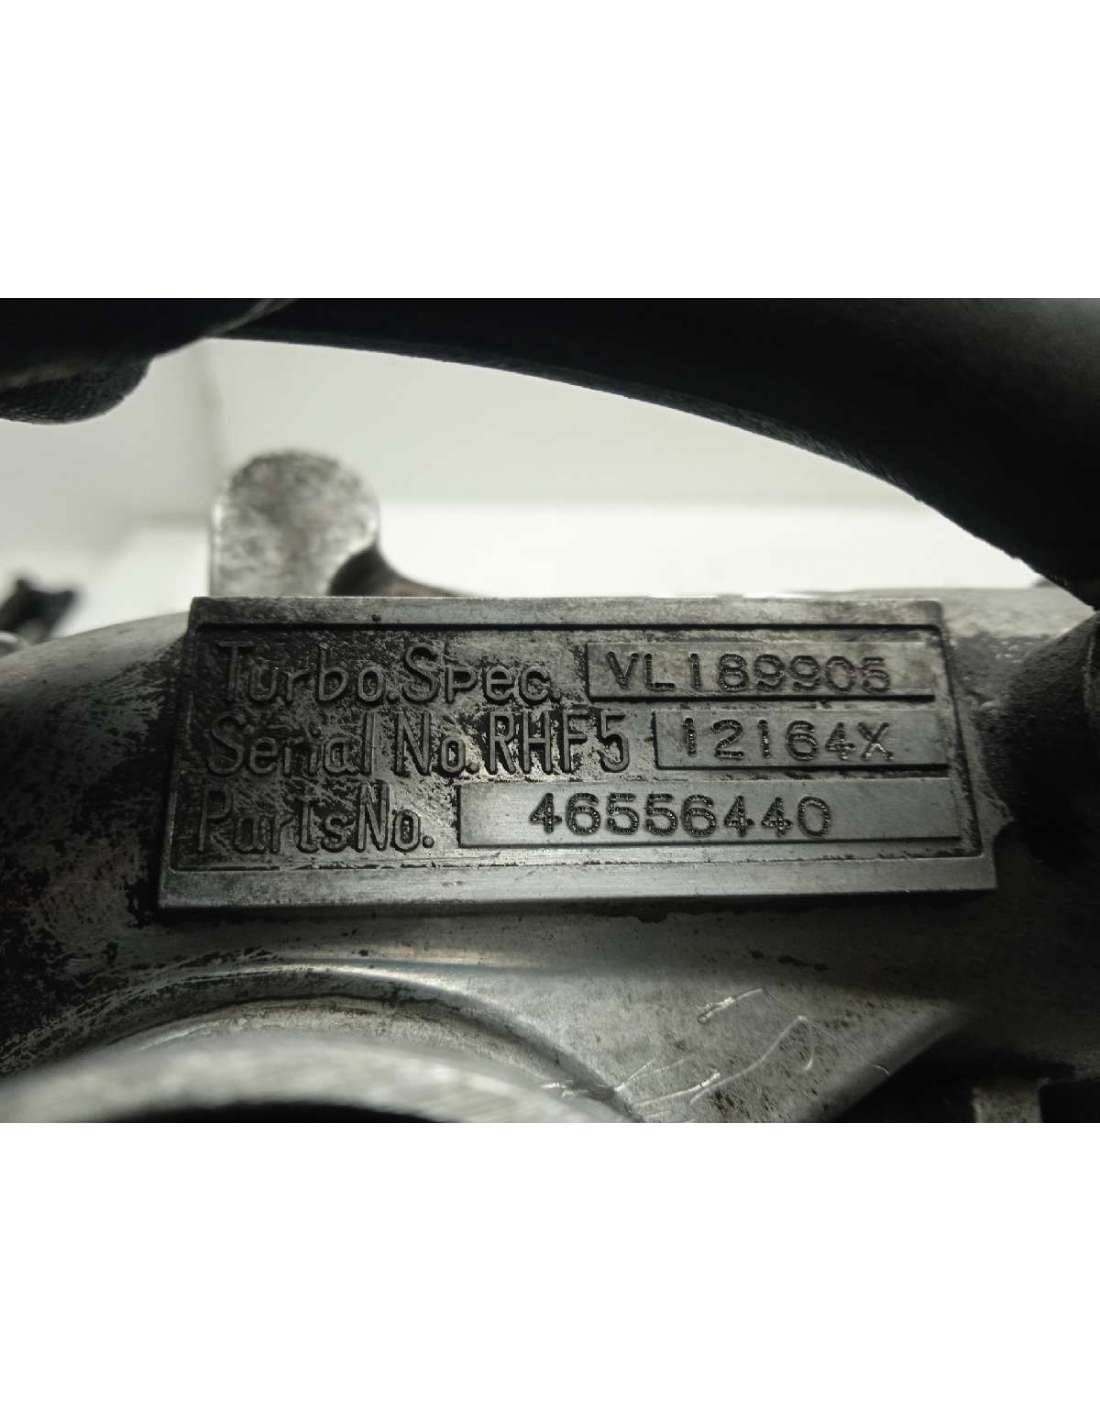 Turbo.Spec. VL189905
Serial No.RHF5 12164X
PartsNo. 46556440